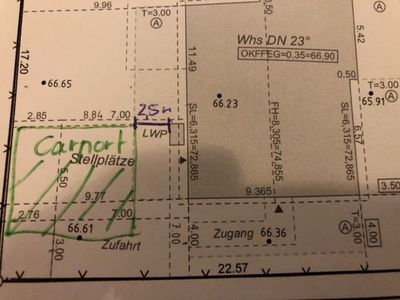 9.96
T=3.00
A
0.50
5.42
17.20
11.49
Whs DN 23°
OKFFEG=0,35=66,90
66.65
66.23
0.50
T=3.00
A
65.91
2.85
8.84
7.00
2,5 m
LWP
Carport
Stellplätze
5.50
SL=6,315=72,865
FH=8,305=74,855
SL=6,315=72,865
6.57
9.77
9.365
3.50
2.76
7.00
66.61
3.00
Zufahrt
7.00
4.00
Zugang
66.36
A
T=3.00
4.00
22.57